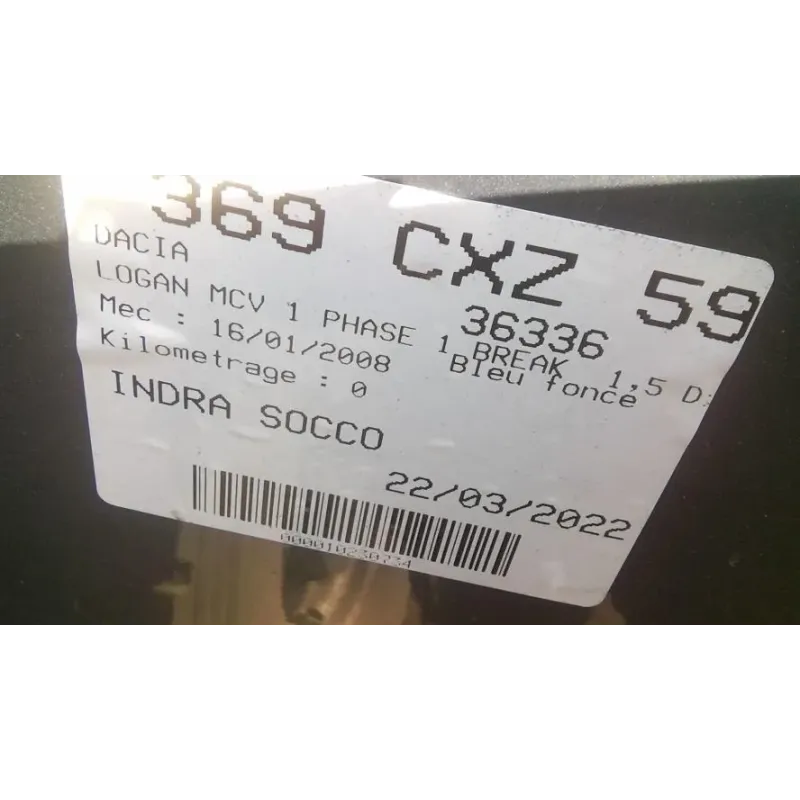 369 CXZ 59
DACIA
36336
LOGAN MCV 1 PHASE 1 BREAK 1,5 D
Mec : 16/01/2008 Bleu fonce
Kilometrage : 0
INDRA SOCCO
22/03/2022
000010230734